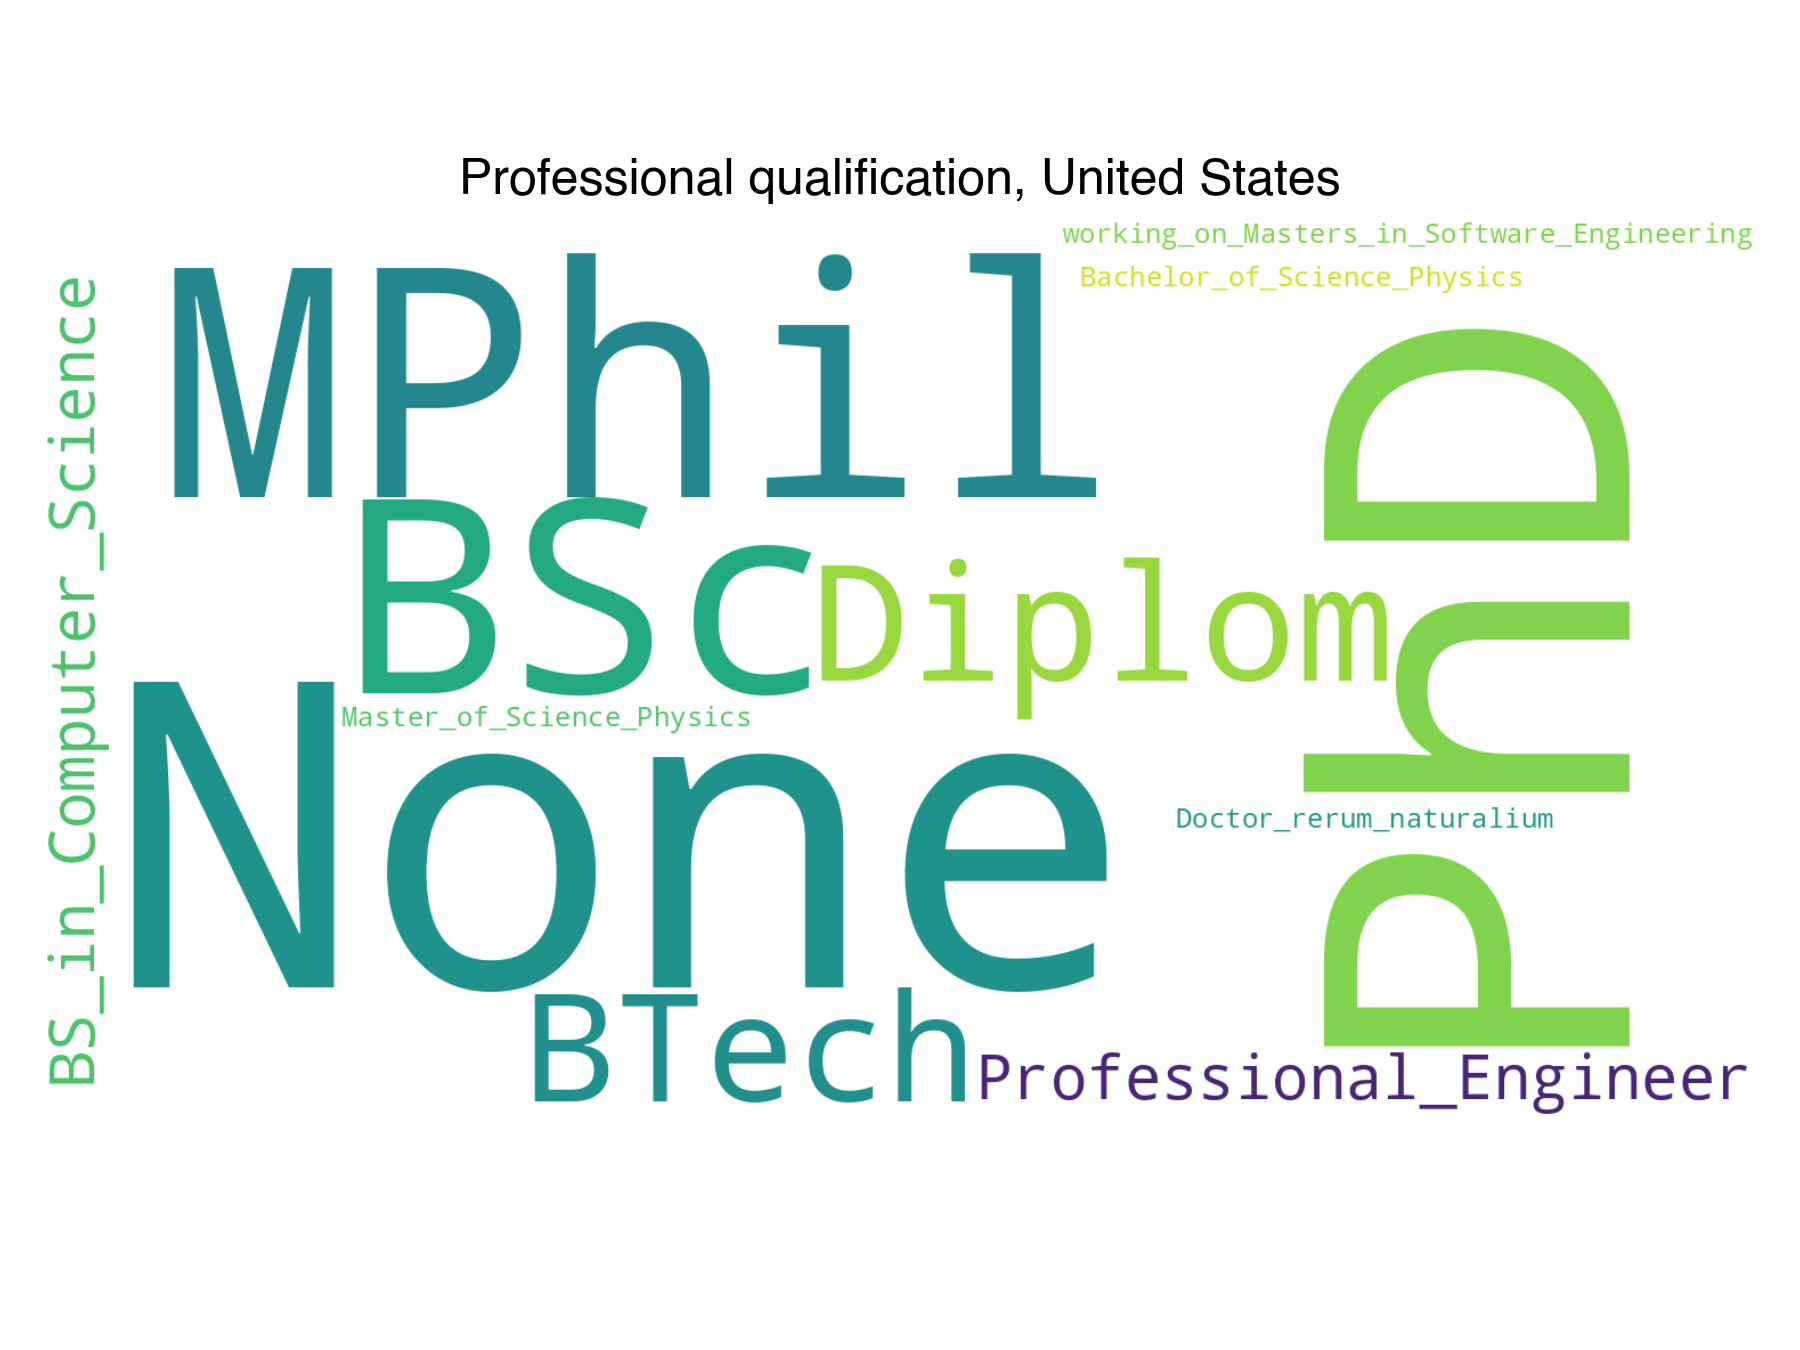 Professional qualification, United States
working_on_Masters_in_Software_Engineering
Bachelor_of_Science_Physics
BS_in_Computer_Science
MPhil
PhD
BSc
Diplom
Master_of_Science_Physics
None
Doctor_rerum_naturalium
BTech
Professional_Engineer